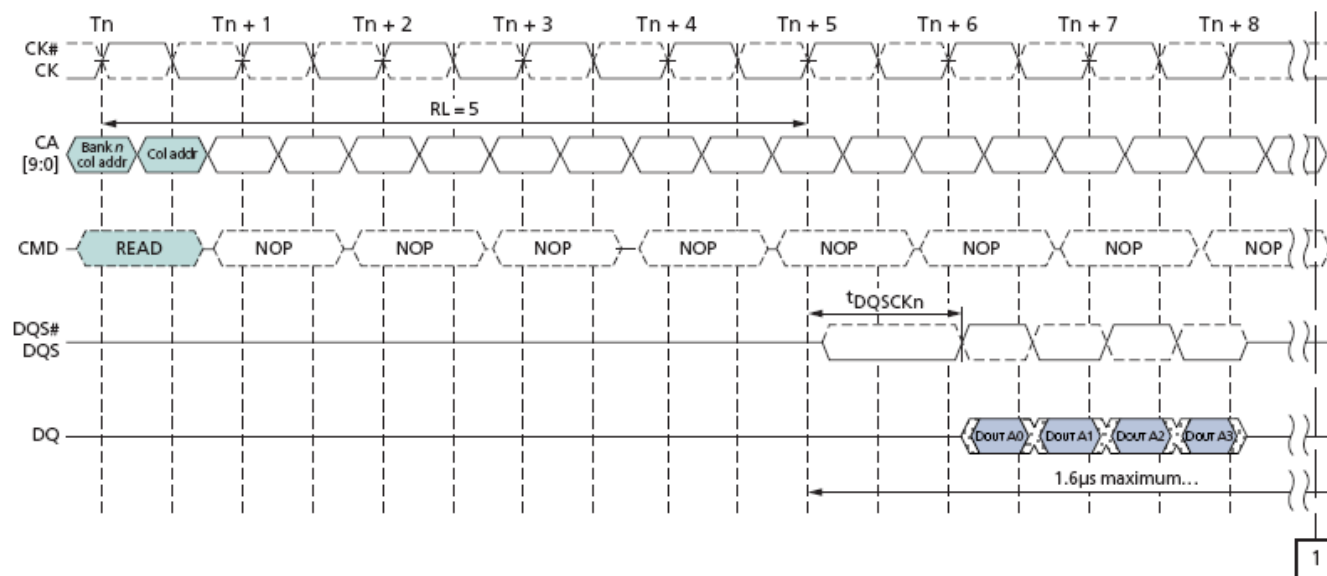 Tn Tn + 1 Tn + 2 Tn + 3 Tn + 4 Tn + 5 Tn + 6 Tn + 7 Tn + 8
CK#
CK
RL = 5
CA
[9:0]
Bank n
col addr
Col addr
CMD READ NOP NOP NOP NOP NOP NOP NOP NOP
tDQSCKn
DQS#
DQS
DQ DOUT A0 DOUT A1 DOUT A2 DOUT A3
1.6µs maximum…
1